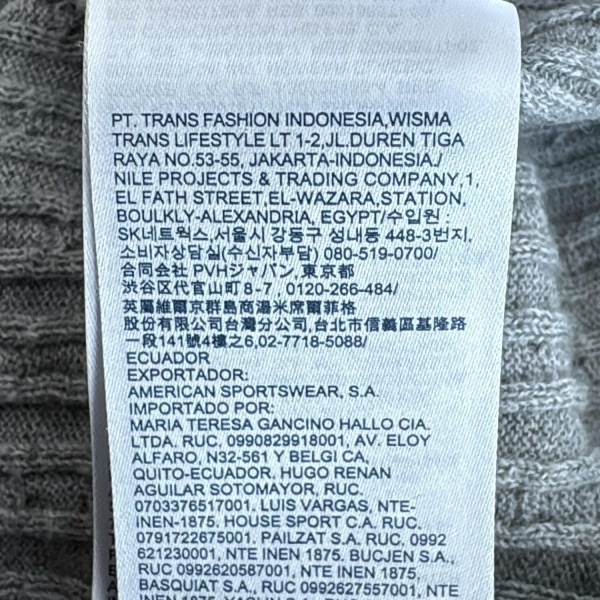 PT. TRANS FASHION INDONESIA,WISMA
TRANS LIFESTYLE LT 1-2,JL.DUREN TIGA
RAYA NO.53-55, JAKARTA-INDONESIA./
NILE PROJECTS & TRADING COMPANY,1,
EL FATH STREET,EL-WAZARA,STATION,
BOULKLY-ALEXANDRIA, EGYPT/수입원 :
SK네트웍스,서울시 강동구 성내동 448-3번지,
소비자상담실(수신자부담) 080-519-0700/
合同会社 PVHジャパン,東京都
渋谷区代官山町8-7 , 0120-266-484/
英屬維爾京群島商湯米席爾菲格
股份有限公司台灣分公司,台北市信義區基隆路
一段141號4樓之6,02-7718-5088/
ECUADOR
EXPORTADOR:
AMERICAN SPORTSWEAR, S.A.
IMPORTADO POR:
MARIA TERESA GANCINO HALLO CIA.
LTDA. RUC. 0990829918001, AV. ELOY
ALFARO, N32-561 Y BELGI CA,
QUITO-ECUADOR. HUGO RENAN
AGUILAR SOTOMAYOR, RUC.
0703376517001. LUIS VARGAS, NTE-
INEN-1875. HOUSE SPORT C.A. RUC.
0791722675001. PAILZAT S.A. RUC. 0992
621230001, NTE INEN 1875. BUCJEN S.A.,
RUC 0992620587001, NTE INEN 1875,
BASQUIAT S.A., RUC 0992627557001, NTE
INEN 1875,